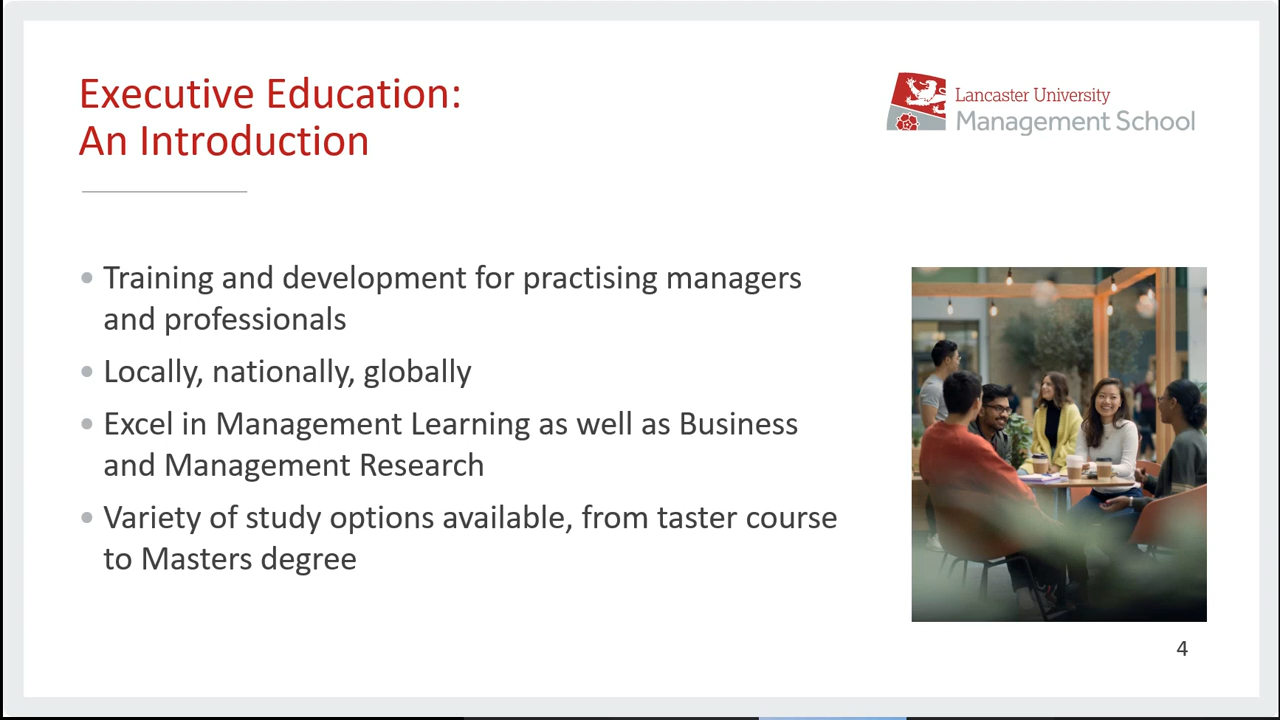 Executive Education:
An Introduction
Lancaster University
Management School
• Training and development for practising managers
and professionals
• Locally, nationally, globally
• Excel in Management Learning as well as Business
and Management Research
• Variety of study options available, from taster course
to Masters degree
4